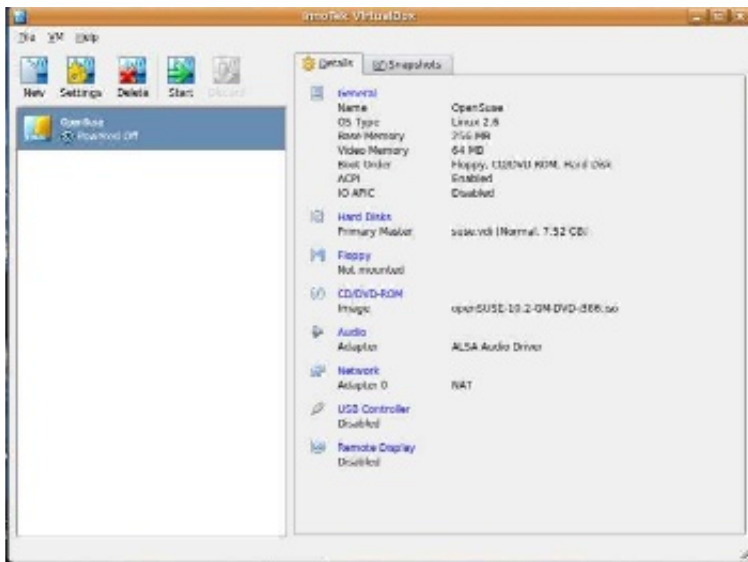 InnoTek VirtualBox
File VM Help
New Settings Delete Start Discard
Details Snapshots
OpenSuse
Powered Off
General
Name OpenSuse
OS Type Linux 2.6
Base Memory 256 MB
Video Memory 64 MB
Boot Order Floppy, CD/DVD-ROM, Hard Disk
ACPI Enabled
IO APIC Disabled
Hard Disks
Primary Master suse.vdi (Normal, 7.52 GB)
Floppy
Not mounted
CD/DVD-ROM
Image openSUSE-10.2-GM-DVD-i386.iso
Audio
Adapter ALSA Audio Driver
Network
Adapter 0 NAT
USB Controller
Disabled
Remote Display
Disabled